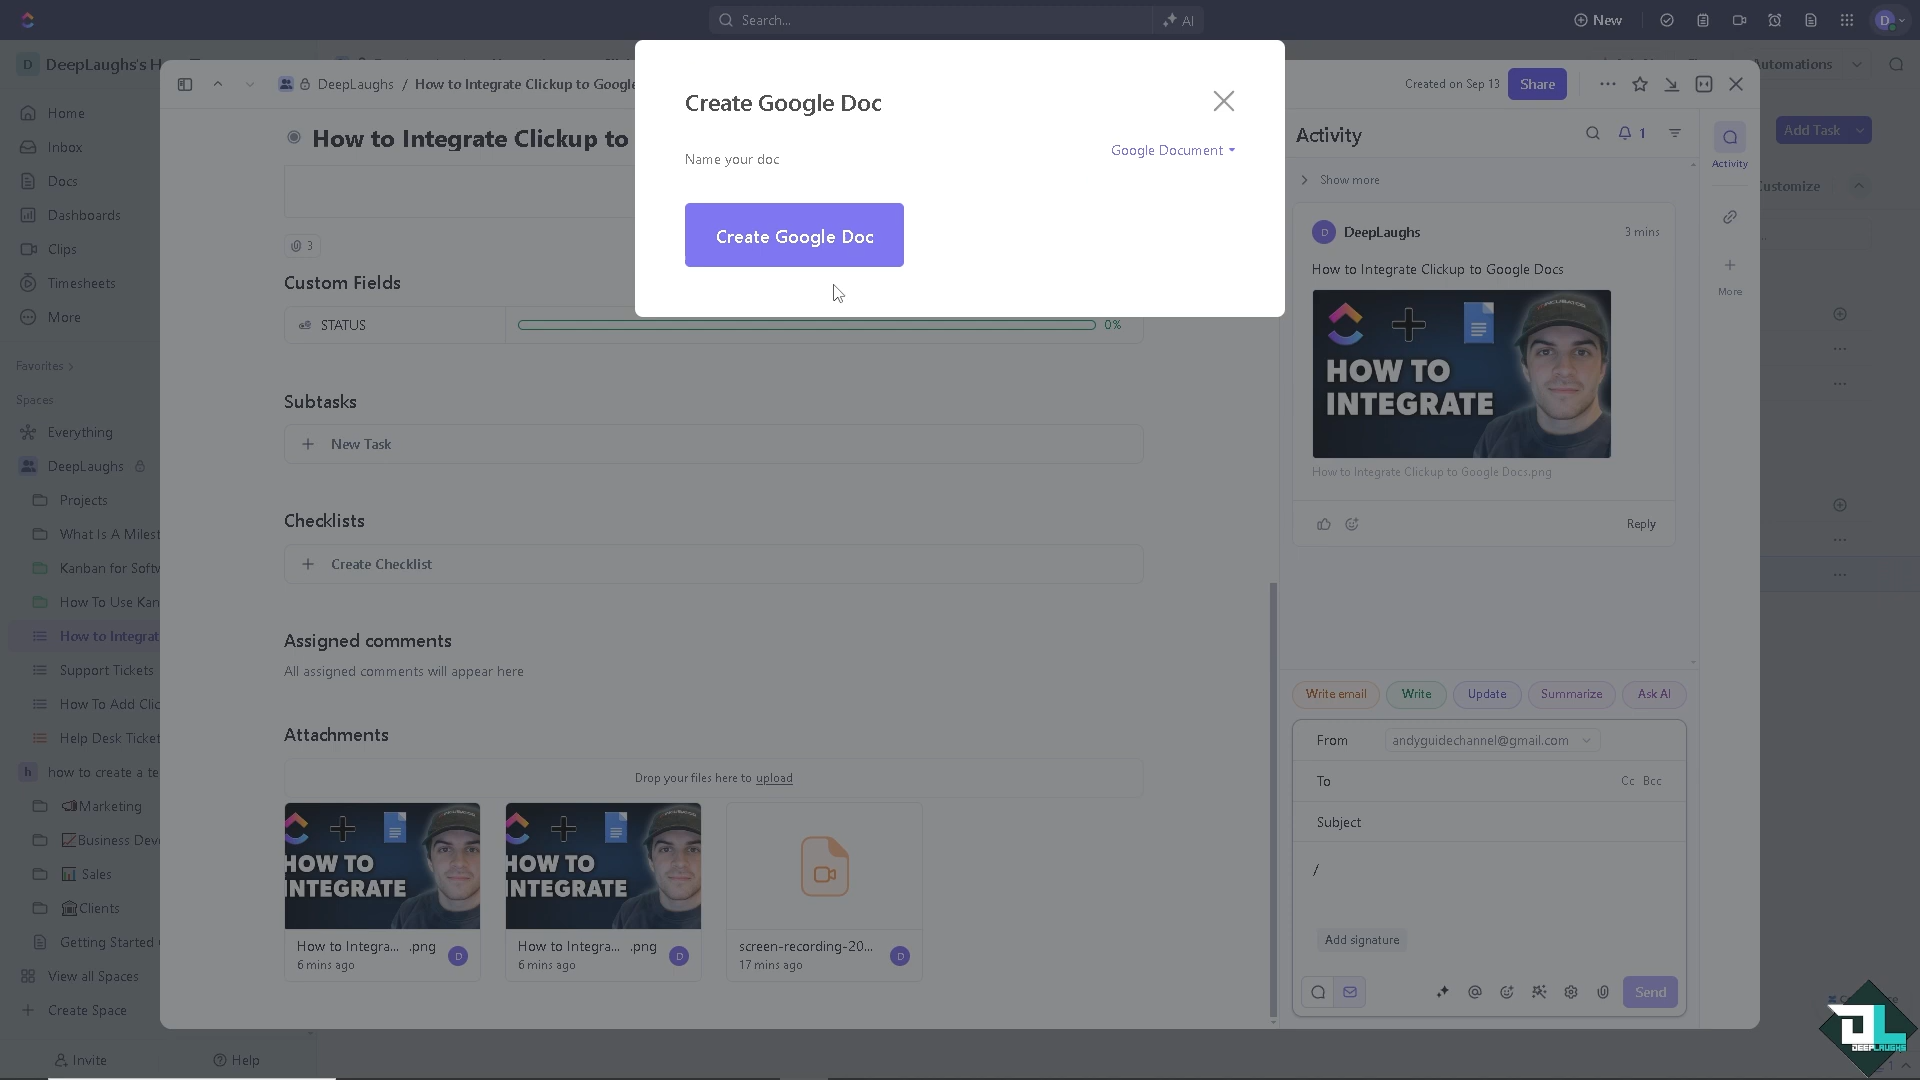 Search...
AI
New
D
D
DeepLaughs's H
Automations
DeepLaughs / How to Integrate Clickup to Google
Created on Sep 13
Share
Create Google Doc
Name your doc
Google Document
Create Google Doc
Home
Inbox
Docs
Dashboards
Clips
Timesheets
More
Favorites
Spaces
Everything
DeepLaughs
Projects
What Is A Milest
Kanban for Softw
How To Use Kan
How to Integrat
Support Tickets
How To Add Clic
Help Desk Ticket
h how to create a te
Marketing
Business Deve
Sales
Clients
Getting Started
View all Spaces
Create Space
Invite
Help
How to Integrate Clickup to
3
Custom Fields
STATUS
0%
Subtasks
New Task
Checklists
Create Checklist
Assigned comments
All assigned comments will appear here
Attachments
Drop your files here to upload
HOW TO
INTEGRATE
HOW TO
INTEGRATE
How to Integra... .png
6 mins ago
D
How to Integra... .png
6 mins ago
D
screen-recording-20...
17 mins ago
D
Activity
1
Show more
D DeepLaughs
3 mins
How to Integrate Clickup to Google Docs
HOW TO
INTEGRATE
How to Integrate Clickup to Google Docs.png
Reply
Write email
Write
Update
Summarize
Ask AI
From
andyguidechannel@gmail.com
To
Cc
Bcc
Subject
/
Add signature
Send
Activity
More
Add Task
Customize
DL
DEEPLAUGHS